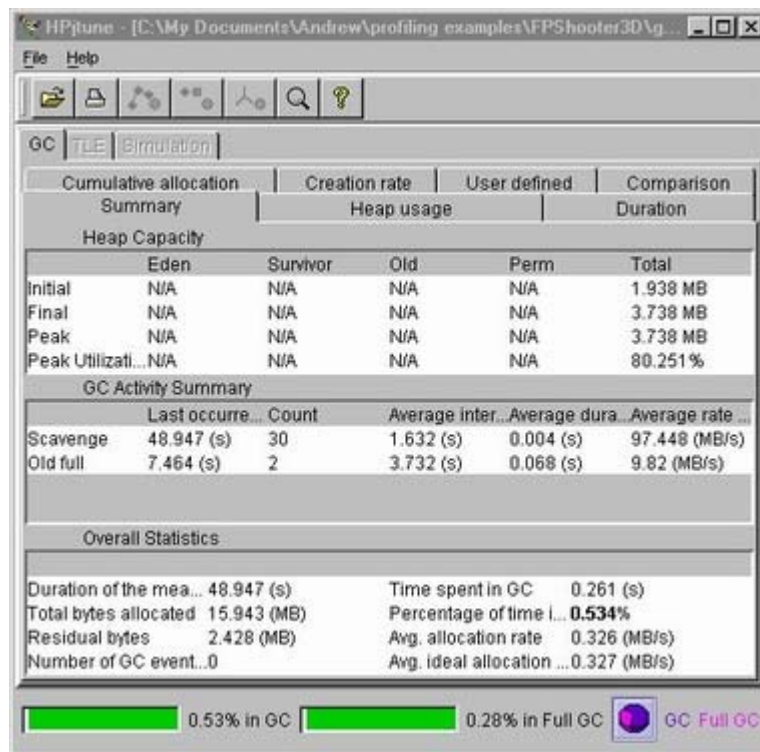 HPjtune - [C:\My Documents\Andrew\profiling examples\FPShooter3D\g...
File Help
GC TLE Simulation
Cumulative allocation Creation rate User defined Comparison
Summary Heap usage Duration
Heap Capacity
Eden Survivor Old Perm Total
Initial N/A N/A N/A N/A 1.938 MB
Final N/A N/A N/A N/A 3.738 MB
Peak N/A N/A N/A N/A 3.738 MB
Peak Utilizati... N/A N/A N/A N/A 80.251%
GC Activity Summary
Last occurre... Count Average inter... Average dura... Average rate ...
Scavenge 48.947 (s) 30 1.632 (s) 0.004 (s) 97.448 (MB/s)
Old full 7.464 (s) 2 3.732 (s) 0.068 (s) 9.82 (MB/s)
Overall Statistics
Duration of the mea... 48.947 (s) Time spent in GC 0.261 (s)
Total bytes allocated 15.943 (MB) Percentage of time i... 0.534%
Residual bytes 2.428 (MB) Avg. allocation rate 0.326 (MB/s)
Number of GC event... 0 Avg. ideal allocation ... 0.327 (MB/s)
0.53% in GC 0.28% in Full GC GC Full GC